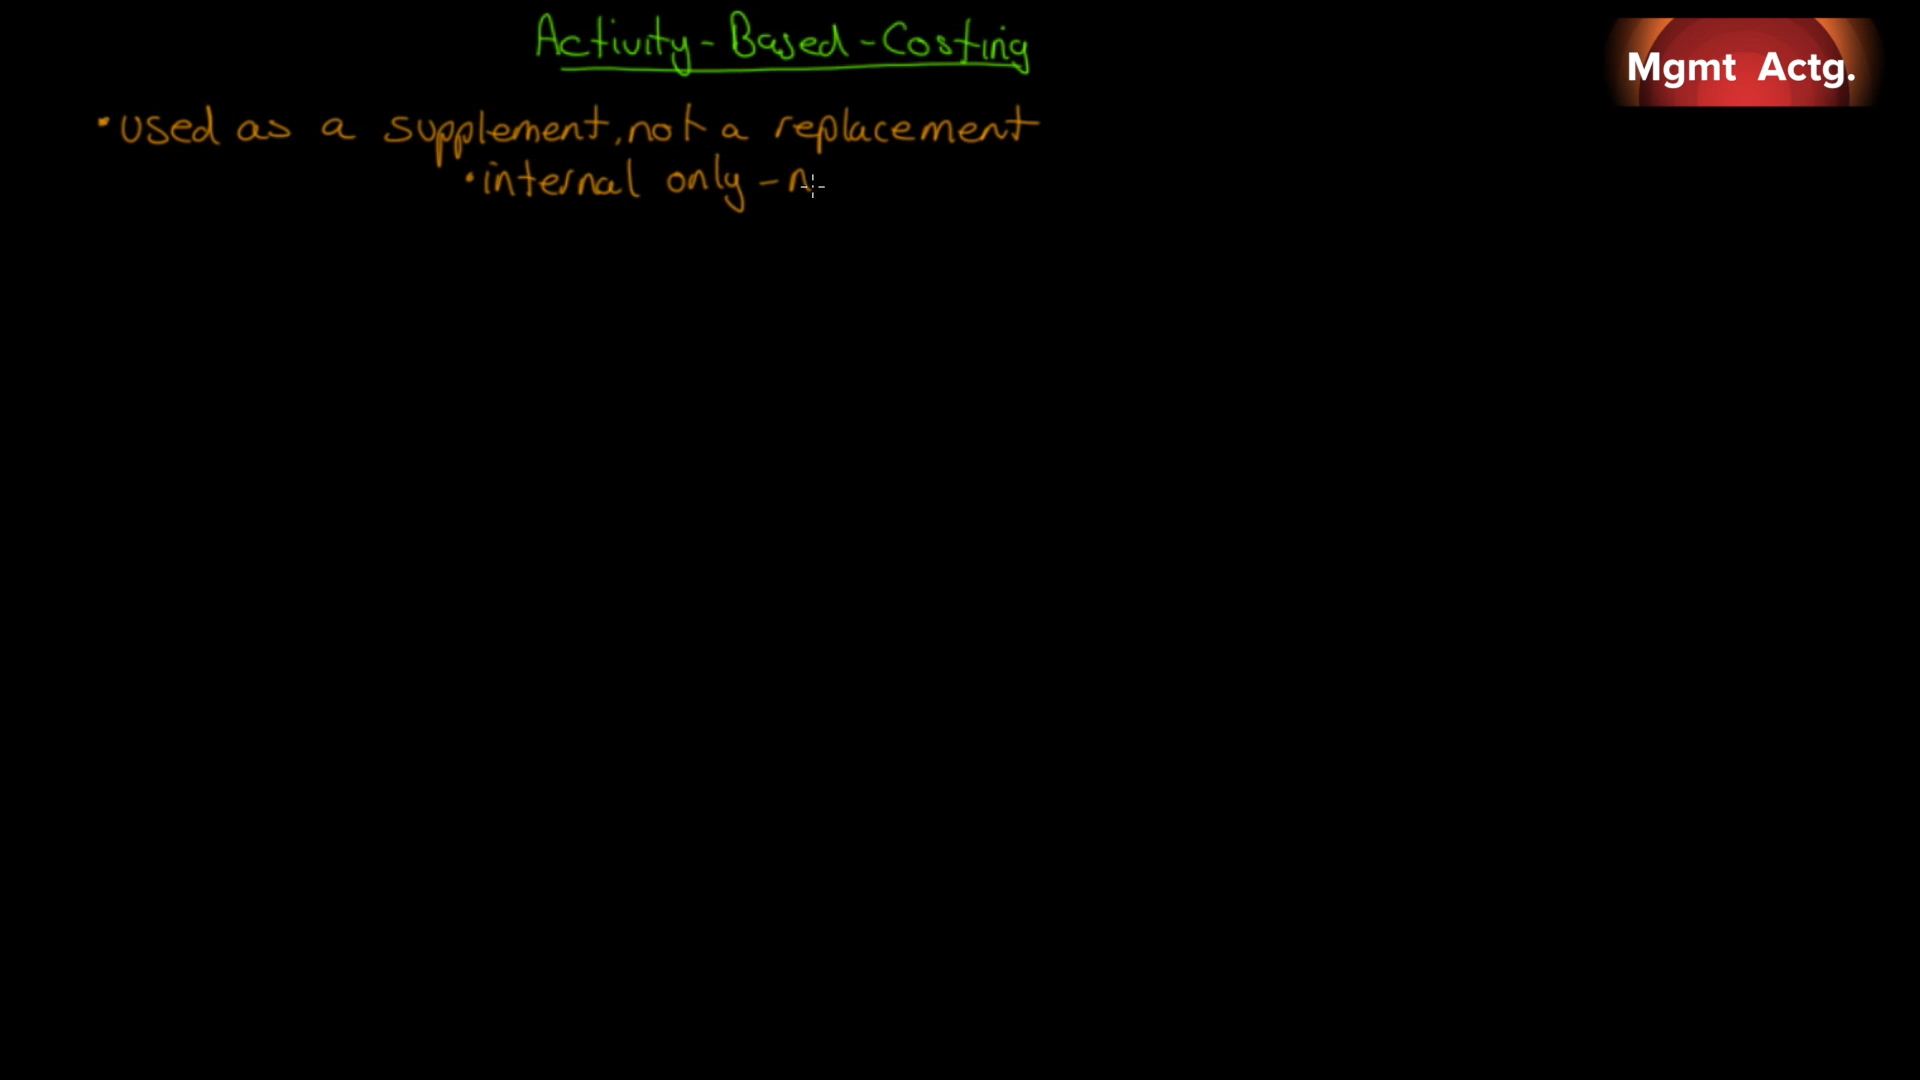 Activity-Based-Costing
Mgmt Actg.
• used as a supplement, not a replacement
• internal only - n